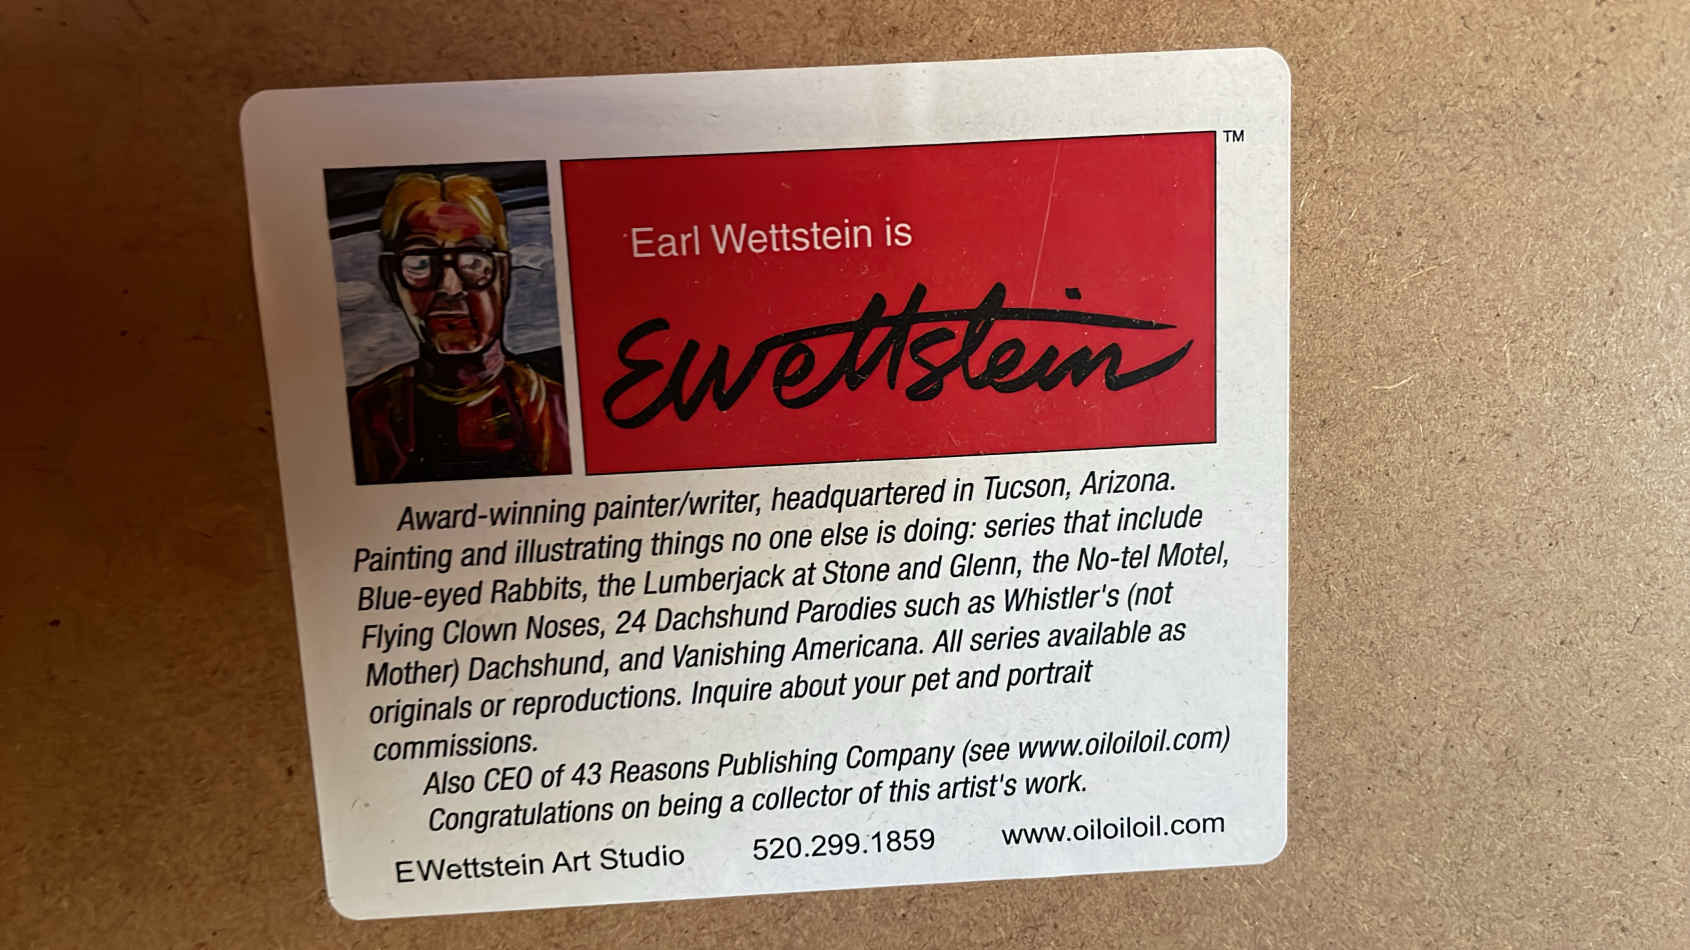 TM
Earl Wettstein is
EWettstein
Award-winning painter/writer, headquartered in Tucson, Arizona.
Painting and illustrating things no one else is doing: series that include
Blue-eyed Rabbits, the Lumberjack at Stone and Glenn, the No-tel Motel,
Flying Clown Noses, 24 Dachshund Parodies such as Whistler's (not
Mother) Dachshund, and Vanishing Americana. All series available as
originals or reproductions. Inquire about your pet and portrait
commissions.
Also CEO of 43 Reasons Publishing Company (see www.oiloiloil.com)
Congratulations on being a collector of this artist's work.
EWettstein Art Studio 520.299.1859 www.oiloiloil.com